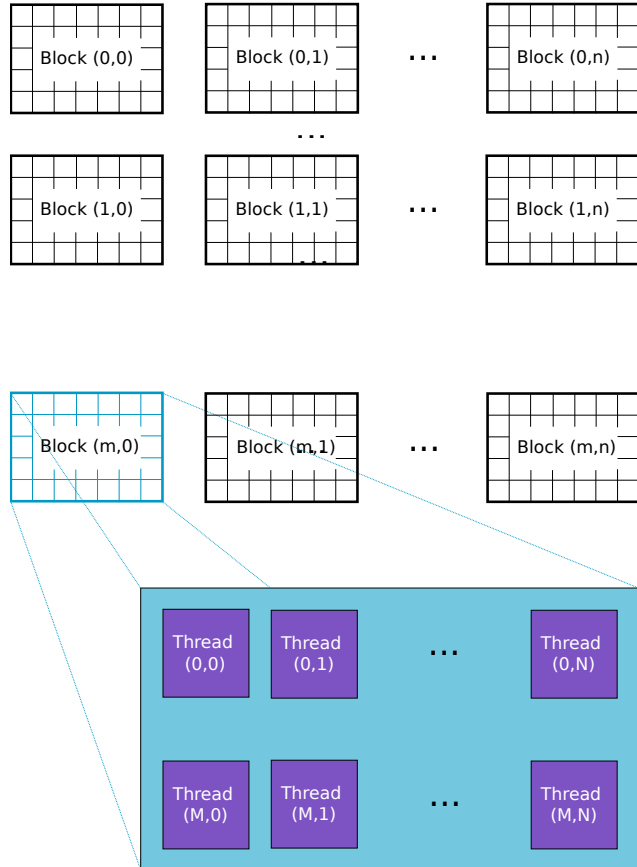 Block (0,0) Block (0,1) ... Block (0,n)
...
Block (1,0) Block (1,1) ... Block (1,n)
...
Block (m,0) Block (m,1) ... Block (m,n)
...
Thread Thread ... Thread
(0,0) (0,1) (0,N)
Thread Thread ... Thread
(M,0) (M,1) (M,N)